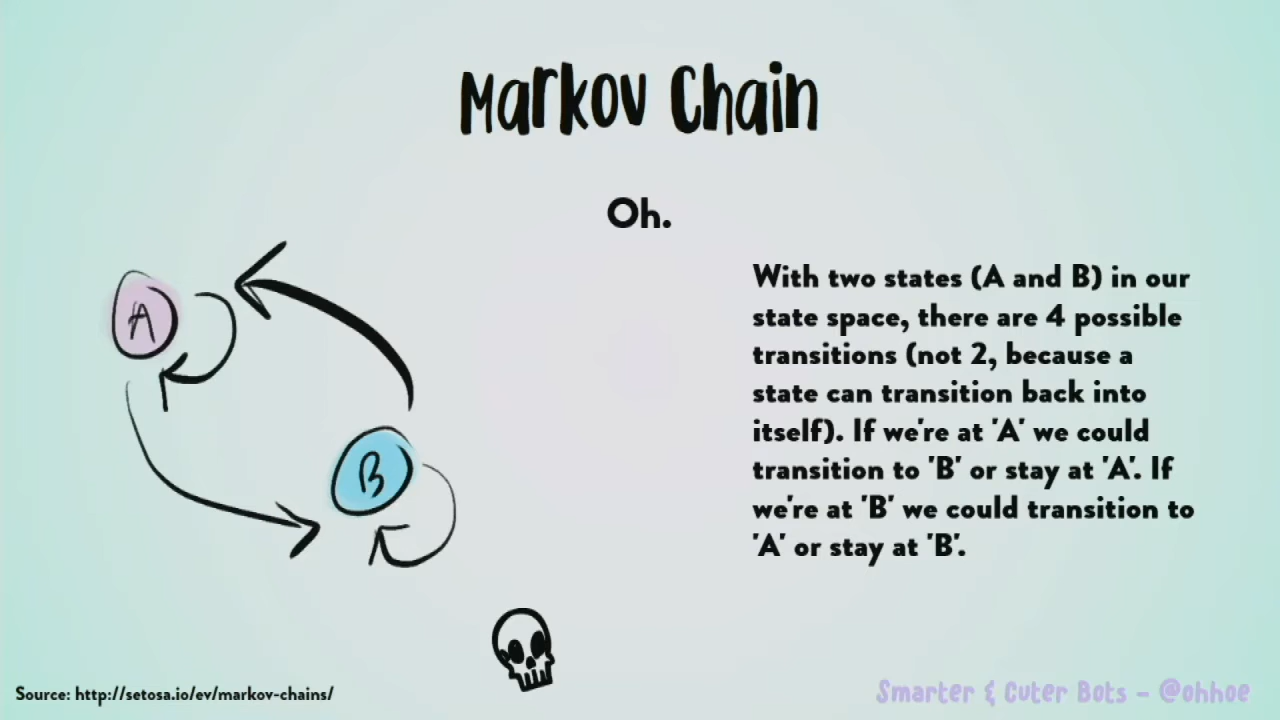 Markov Chain
Oh.
A
B
With two states (A and B) in our
state space, there are 4 possible
transitions (not 2, because a
state can transition back into
itself). If we're at 'A' we could
transition to 'B' or stay at 'A'. If
we're at 'B' we could transition to
'A' or stay at 'B'.
Source: http://setosa.io/ev/markov-chains/
Smarter & Cuter Bots - @ohhoe